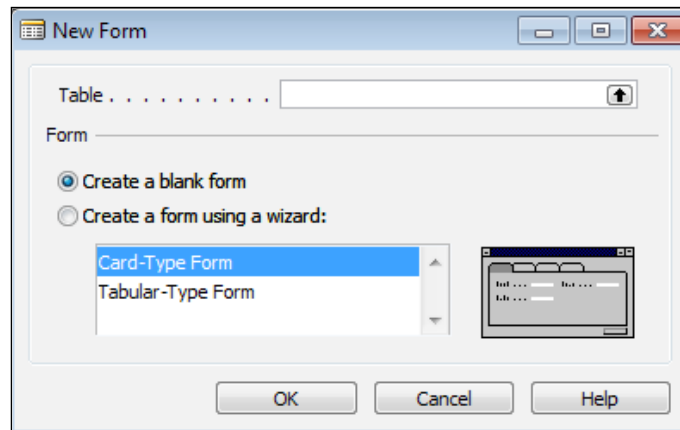 New Form
Table . . . . . . . . . .
Form
Create a blank form
Create a form using a wizard:
Card-Type Form
Tabular-Type Form
OK Cancel Help